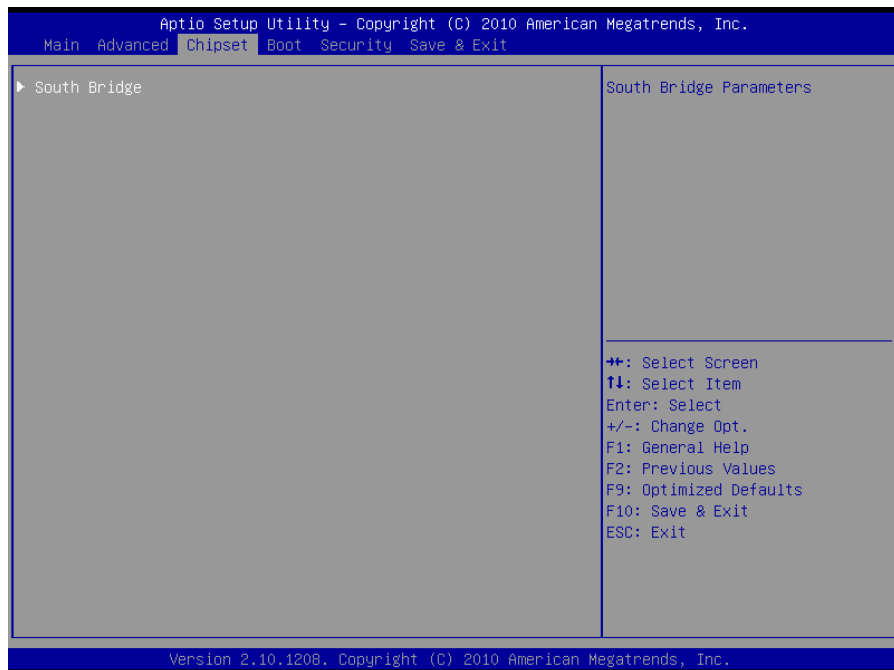 Aptio Setup Utility – Copyright (C) 2010 American Megatrends, Inc.
Main Advanced Chipset Boot Security Save & Exit
▶ South Bridge
South Bridge Parameters
→←: Select Screen
↑↓: Select Item
Enter: Select
+/-: Change Opt.
F1: General Help
F2: Previous Values
F9: Optimized Defaults
F10: Save & Exit
ESC: Exit
Version 2.10.1208. Copyright (C) 2010 American Megatrends, Inc.